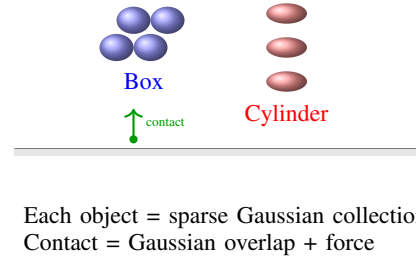 Box
contact
Cylinder
Each object = sparse Gaussian collectio
Contact = Gaussian overlap + force